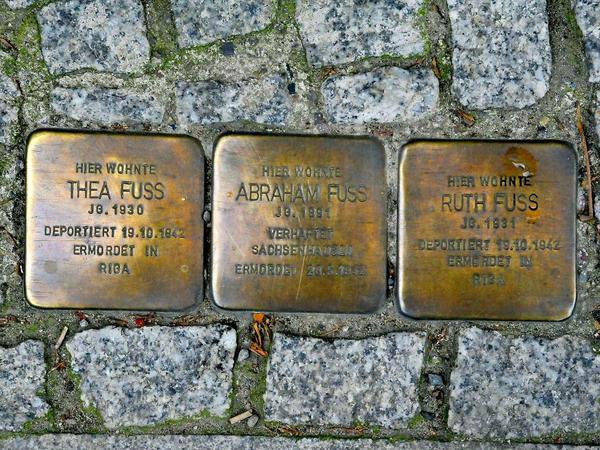 HIER WOHNTE
THEA FUSS
JG. 1930
DEPORTIERT 19.10.1942
ERMORDET IN
RIGA
HIER WOHNTE
ABRAHAM FUSS
JG. 1891
VERHAFTET
SACHSENHAUSEN
ERMORDET 1942
HIER WOHNTE
RUTH FUSS
JG. 1931
DEPORTIERT 19.10.1942
ERMORDET IN
RIGA